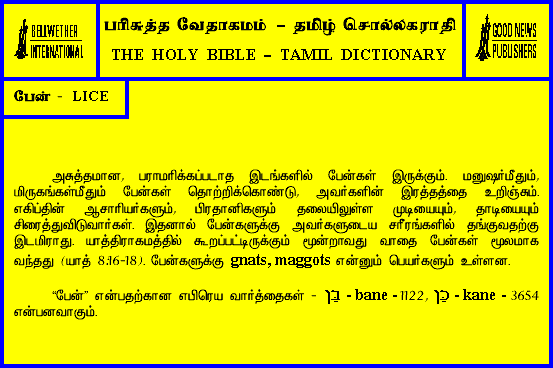 BELLWETHER
INTERNATIONAL
பரிசுத்த வேதாகமம் – தமிழ் சொல்லகராதி
THE HOLY BIBLE – TAMIL DICTIONARY
GOOD NEWS
PUBLISHERS
பேன் - LICE
அசுத்தமான, பராமரிக்கப்படாத இடங்களில் பேன்கள் இருக்கும். மனுஷர்மீதும்,
மிருகங்கள்மீதும் பேன்கள் தொற்றிக்கொண்டு, அவர்களின் இரத்தத்தை உறிஞ்சும்.
எகிப்தின் ஆசாரியர்களும், பிரதானிகளும் தலையிலுள்ள முடியையும், தாடியையும்
சிரைத்துவிடுவார்கள். இதனால் பேன்களுக்கு அவர்களுடைய சரீரங்களில் தங்குவதற்கு
இடமிராது. யாத்திராகமத்தில் கூறப்பட்டிருக்கும் மூன்றாவது வாதை பேன்கள் மூலமாக
வந்தது (யாத் 8:16-18). பேன்களுக்கு gnats, maggots என்னும் பெயர்களும் உள்ளன.
“பேன்” என்பதற்கான எபிரெய வார்த்தைகள் - בֵּן - bane - 1122, כֵּן - kane - 3654
என்பனவாகும்.